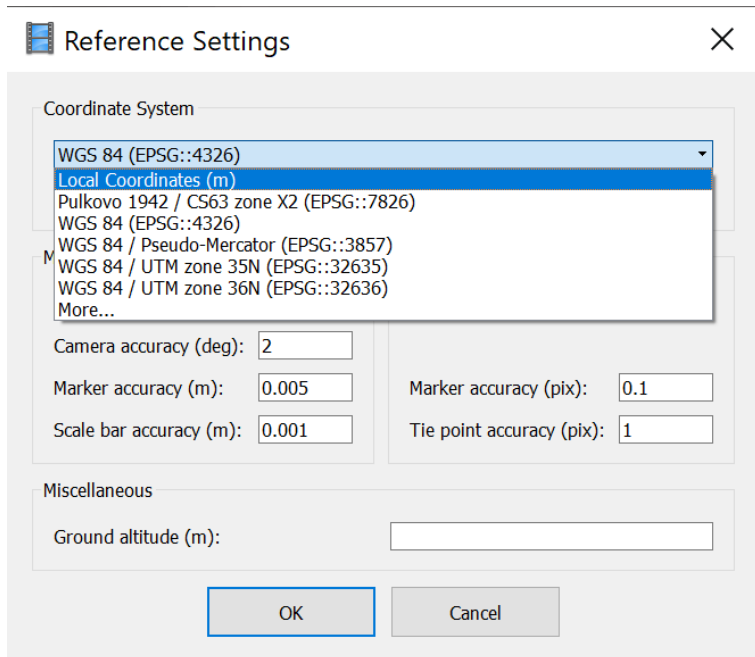 Reference Settings
Coordinate System
WGS 84 (EPSG::4326)
Local Coordinates (m)
Pulkovo 1942 / CS63 zone X2 (EPSG::7826)
WGS 84 (EPSG::4326)
WGS 84 / Pseudo-Mercator (EPSG::3857)
WGS 84 / UTM zone 35N (EPSG::32635)
WGS 84 / UTM zone 36N (EPSG::32636)
More...
Camera accuracy (deg): 2
Marker accuracy (m): 0.005 Marker accuracy (pix): 0.1
Scale bar accuracy (m): 0.001 Tie point accuracy (pix): 1
Miscellaneous
Ground altitude (m):
OK Cancel